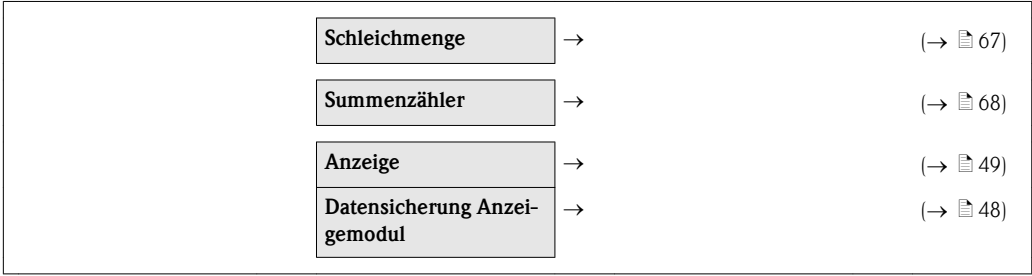 Schleichmenge → (→ 🖹 67)
Summenzähler → (→ 🖹 68)
Anzeige → (→ 🖹 49)
Datensicherung Anzei- → (→ 🖹 48)
gemodul